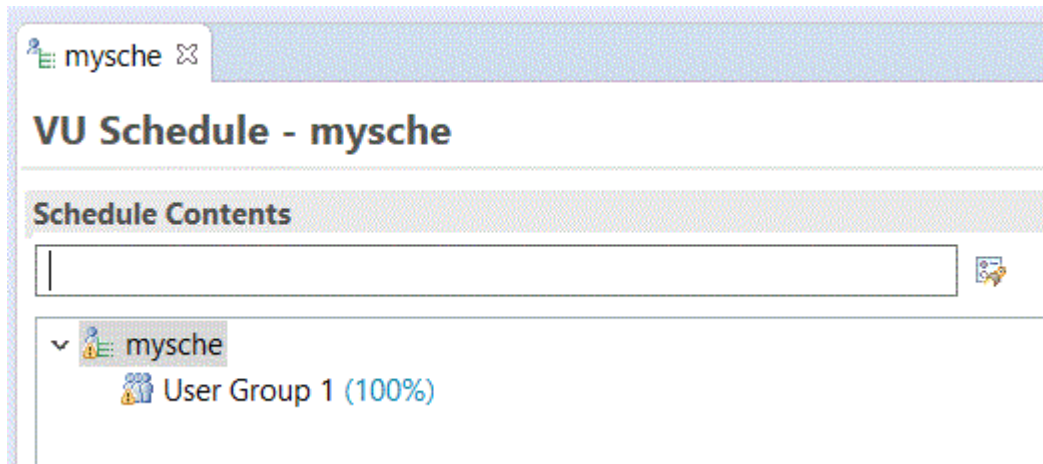 mysche
VU Schedule - mysche
Schedule Contents
mysche
User Group 1 (100%)